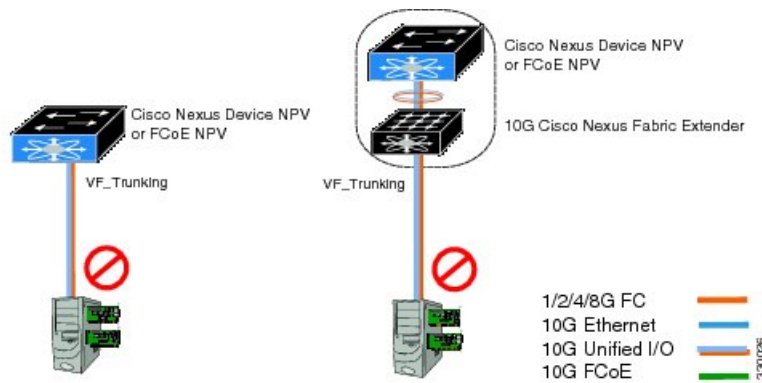 Cisco Nexus Device NPV
or FCoE NPV
Cisco Nexus Device NPV
or FCoE NPV
10G Cisco Nexus Fabric Extender
VF_Trunking
VF_Trunking
1/2/4/8G FC
10G Ethernet
10G Unified I/O
10G FCoE